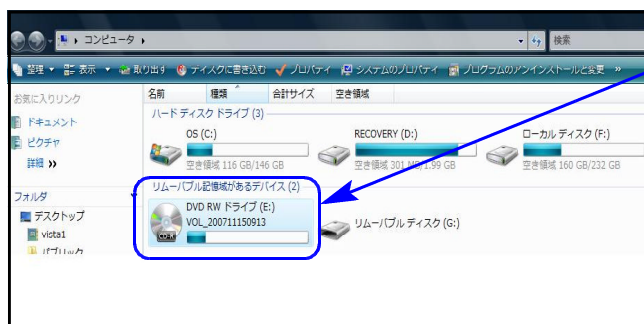 コンピュータ
検索
整理 表示 取り出す ディスクに書き込む プロパティ システムのプロパティ プログラムのアンインストールと変更 »
お気に入りリンク
ドキュメント
ピクチャ
詳細 »
フォルダ
デスクトップ
vista1
パブリック
名前 種類 合計サイズ 空き領域
ハード ディスク ドライブ (3)
OS (C:)
空き領域 116 GB/146 GB
RECOVERY (D:)
空き領域 301 MB/1.99 GB
ローカル ディスク (F:)
空き領域 160 GB/232 GB
リムーバブル記憶域があるデバイス (2)
DVD RW ドライブ (E:)
VOL_200711150913
CD-R
リムーバブル ディスク (G:)